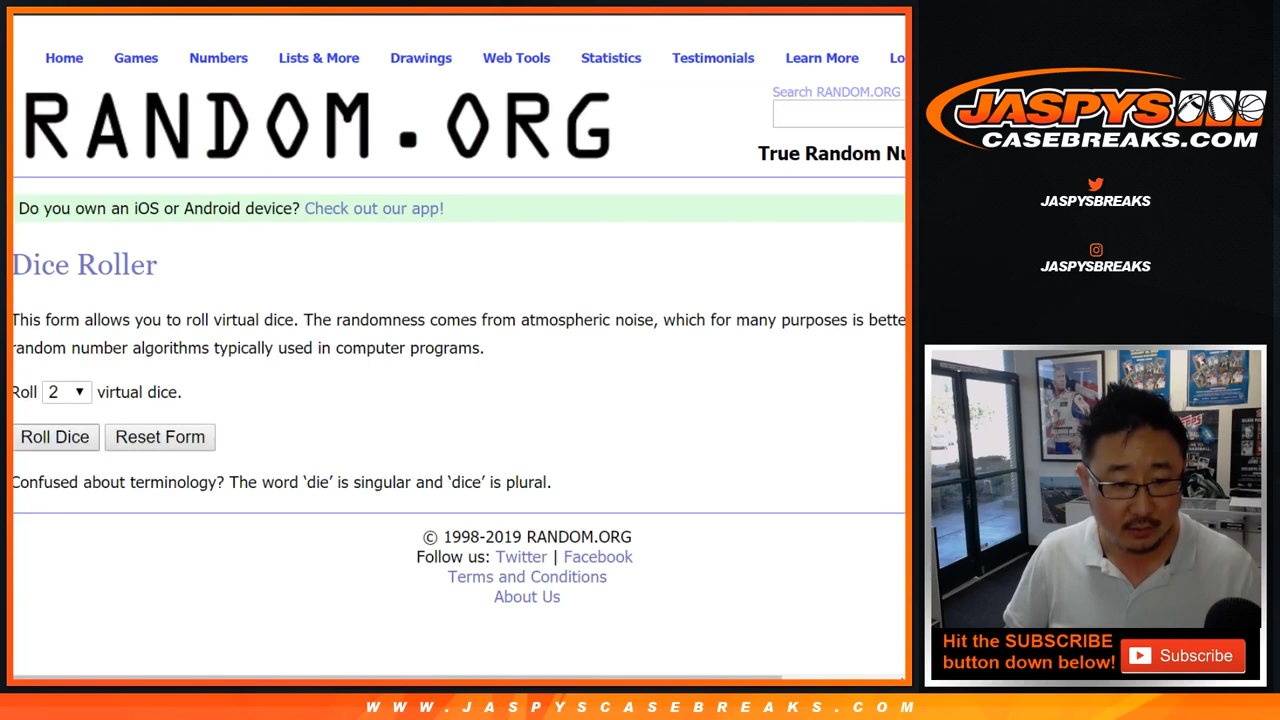 Home Games Numbers Lists & More Drawings Web Tools Statistics Testimonials Learn More Lo
RANDOM.ORG
Search RANDOM.ORG
True Random Nu
Do you own an iOS or Android device? Check out our app!
Dice Roller
This form allows you to roll virtual dice. The randomness comes from atmospheric noise, which for many purposes is bette
random number algorithms typically used in computer programs.
Roll 2 virtual dice.
Roll Dice Reset Form
Confused about terminology? The word ‘die’ is singular and ‘dice’ is plural.
© 1998-2019 RANDOM.ORG
Follow us: Twitter | Facebook
Terms and Conditions
About Us
JASPYS
CASEBREAKS.COM
JASPYSBREAKS
JASPYSBREAKS
Hit the SUBSCRIBE
button down below!
Subscribe
WWW.JASPYSCASEBREAKS.COM